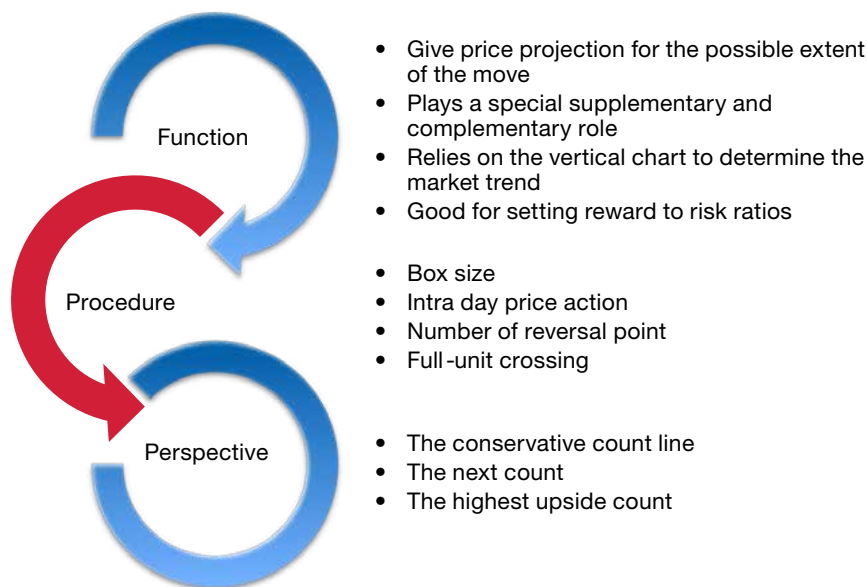 Function
• Give price projection for the possible extent
of the move
• Plays a special supplementary and
complementary role
• Relies on the vertical chart to determine the
market trend
• Good for setting reward to risk ratios
Procedure
• Box size
• Intra day price action
• Number of reversal point
• Full-unit crossing
Perspective
• The conservative count line
• The next count
• The highest upside count